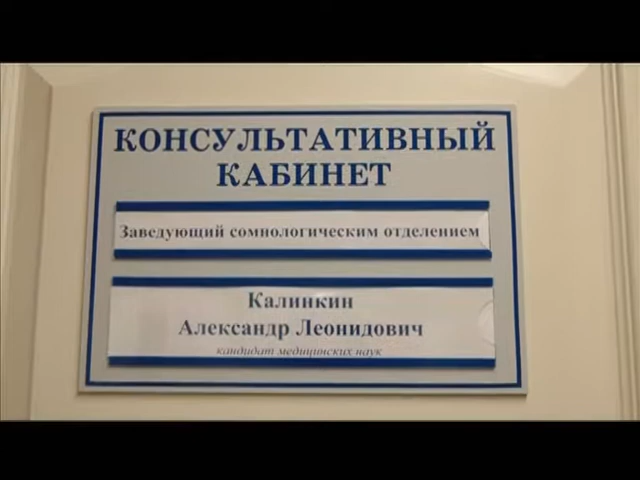 КОНСУЛЬТАТИВНЫЙ
КАБИНЕТ
Заведующий сомнологическим отделением
Калинкин
Александр Леонидович
кандидат медицинских наук